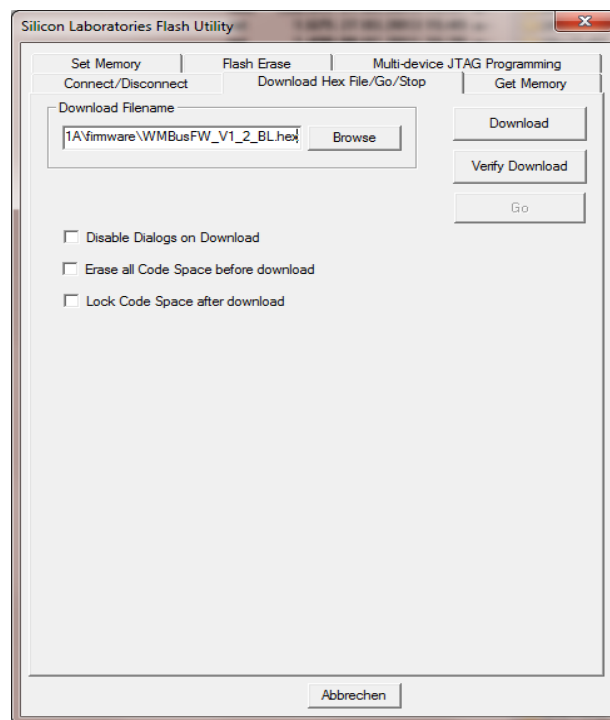 Silicon Laboratories Flash Utility
Set Memory Flash Erase Multi-device JTAG Programming
Connect/Disconnect Download Hex File/Go/Stop Get Memory
Download Filename
1A\firmware\WMBusFW_V1_2_BL.hex Browse
Download
Verify Download
Go
Disable Dialogs on Download
Erase all Code Space before download
Lock Code Space after download
Abbrechen